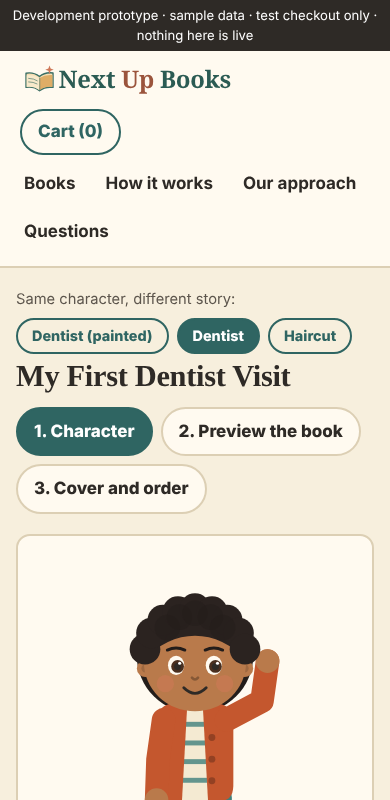 Development prototype · sample data · test checkout only ·
nothing here is live
Next Up Books
Cart (0)
Books How it works Our approach
Questions
Same character, different story:
Dentist (painted) Dentist Haircut
My First Dentist Visit
1. Character 2. Preview the book
3. Cover and order